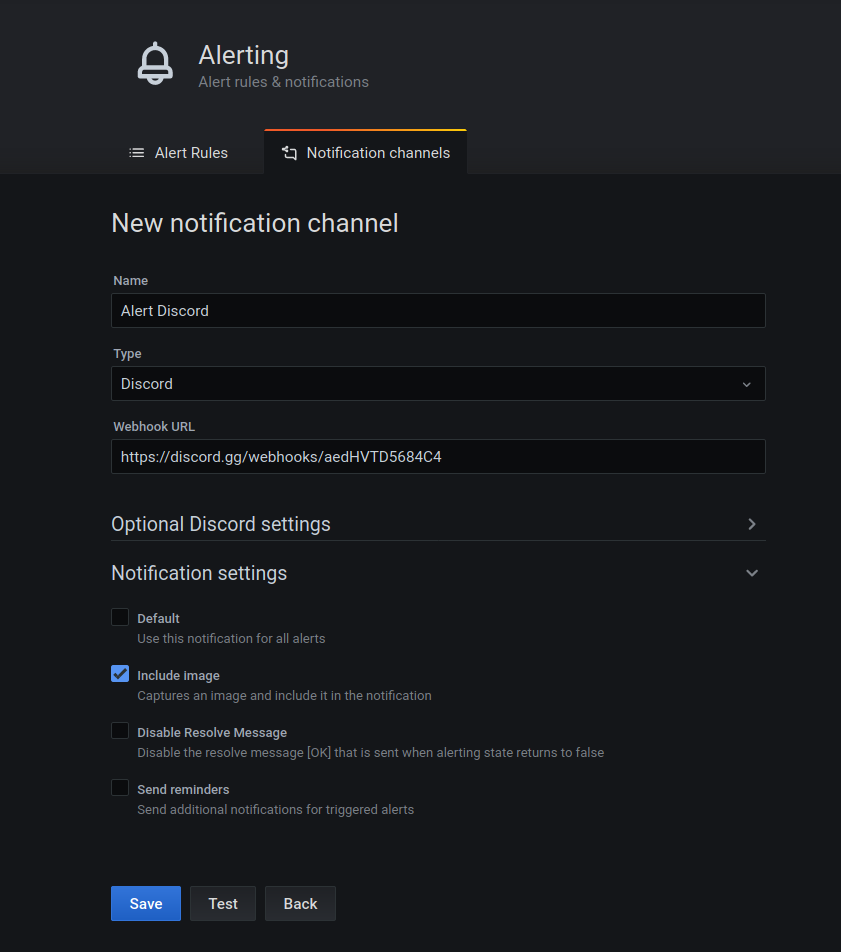 Alerting
Alert rules & notifications
Alert Rules
Notification channels
New notification channel
Name
Alert Discord
Type
Discord
Webhook URL
https://discord.gg/webhooks/aedHVTD5684C4
Optional Discord settings
Notification settings
Default
Use this notification for all alerts
Include image
Captures an image and include it in the notification
Disable Resolve Message
Disable the resolve message [OK] that is sent when alerting state returns to false
Send reminders
Send additional notifications for triggered alerts
Save
Test
Back